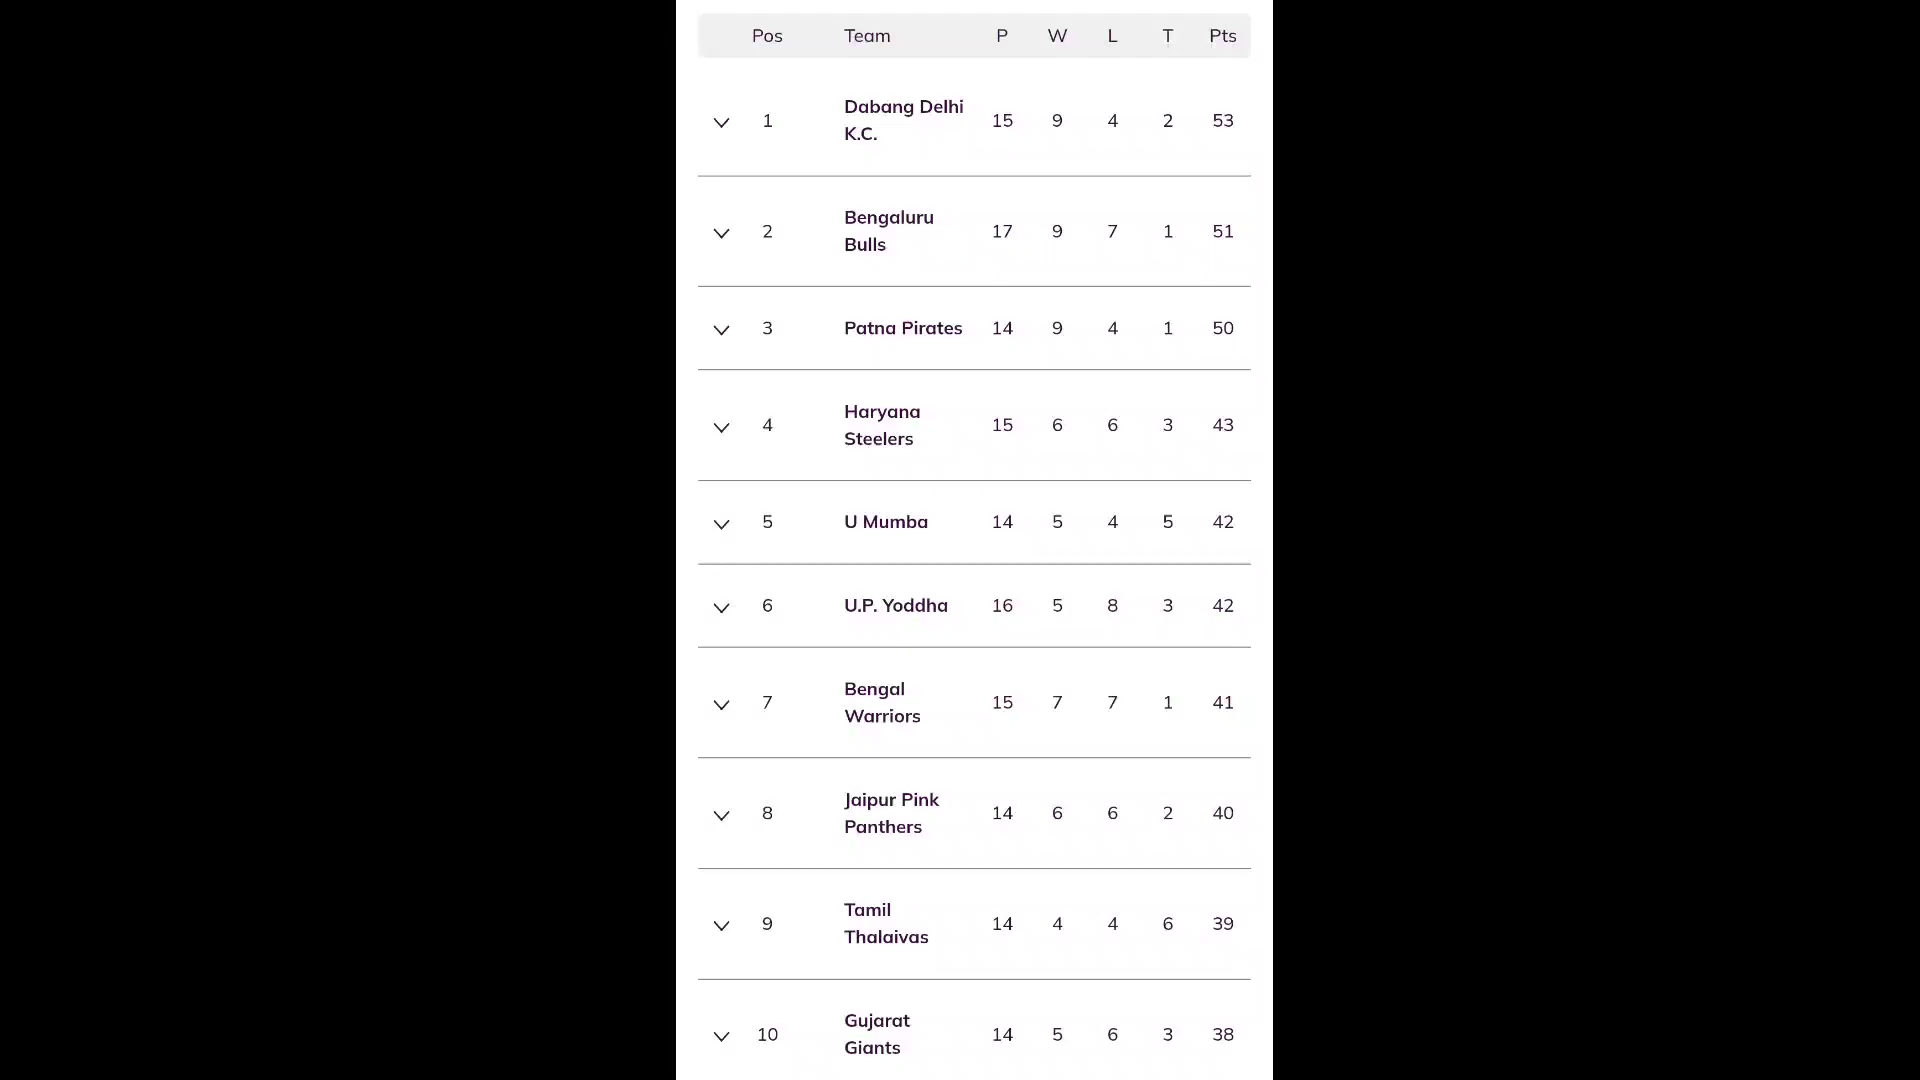 Pos Team P W L T Pts
Dabang Delhi
1 K.C. 15 9 4 2 53
Bengaluru
2 Bulls 17 9 7 1 51
3 Patna Pirates 14 9 4 1 50
Haryana
4 Steelers 15 6 6 3 43
5 U Mumba 14 5 4 5 42
6 U.P. Yoddha 16 5 8 3 42
Bengal
7 Warriors 15 7 7 1 41
Jaipur Pink
8 Panthers 14 6 6 2 40
Tamil
9 Thalaivas 14 4 4 6 39
Gujarat
10 Giants 14 5 6 3 38